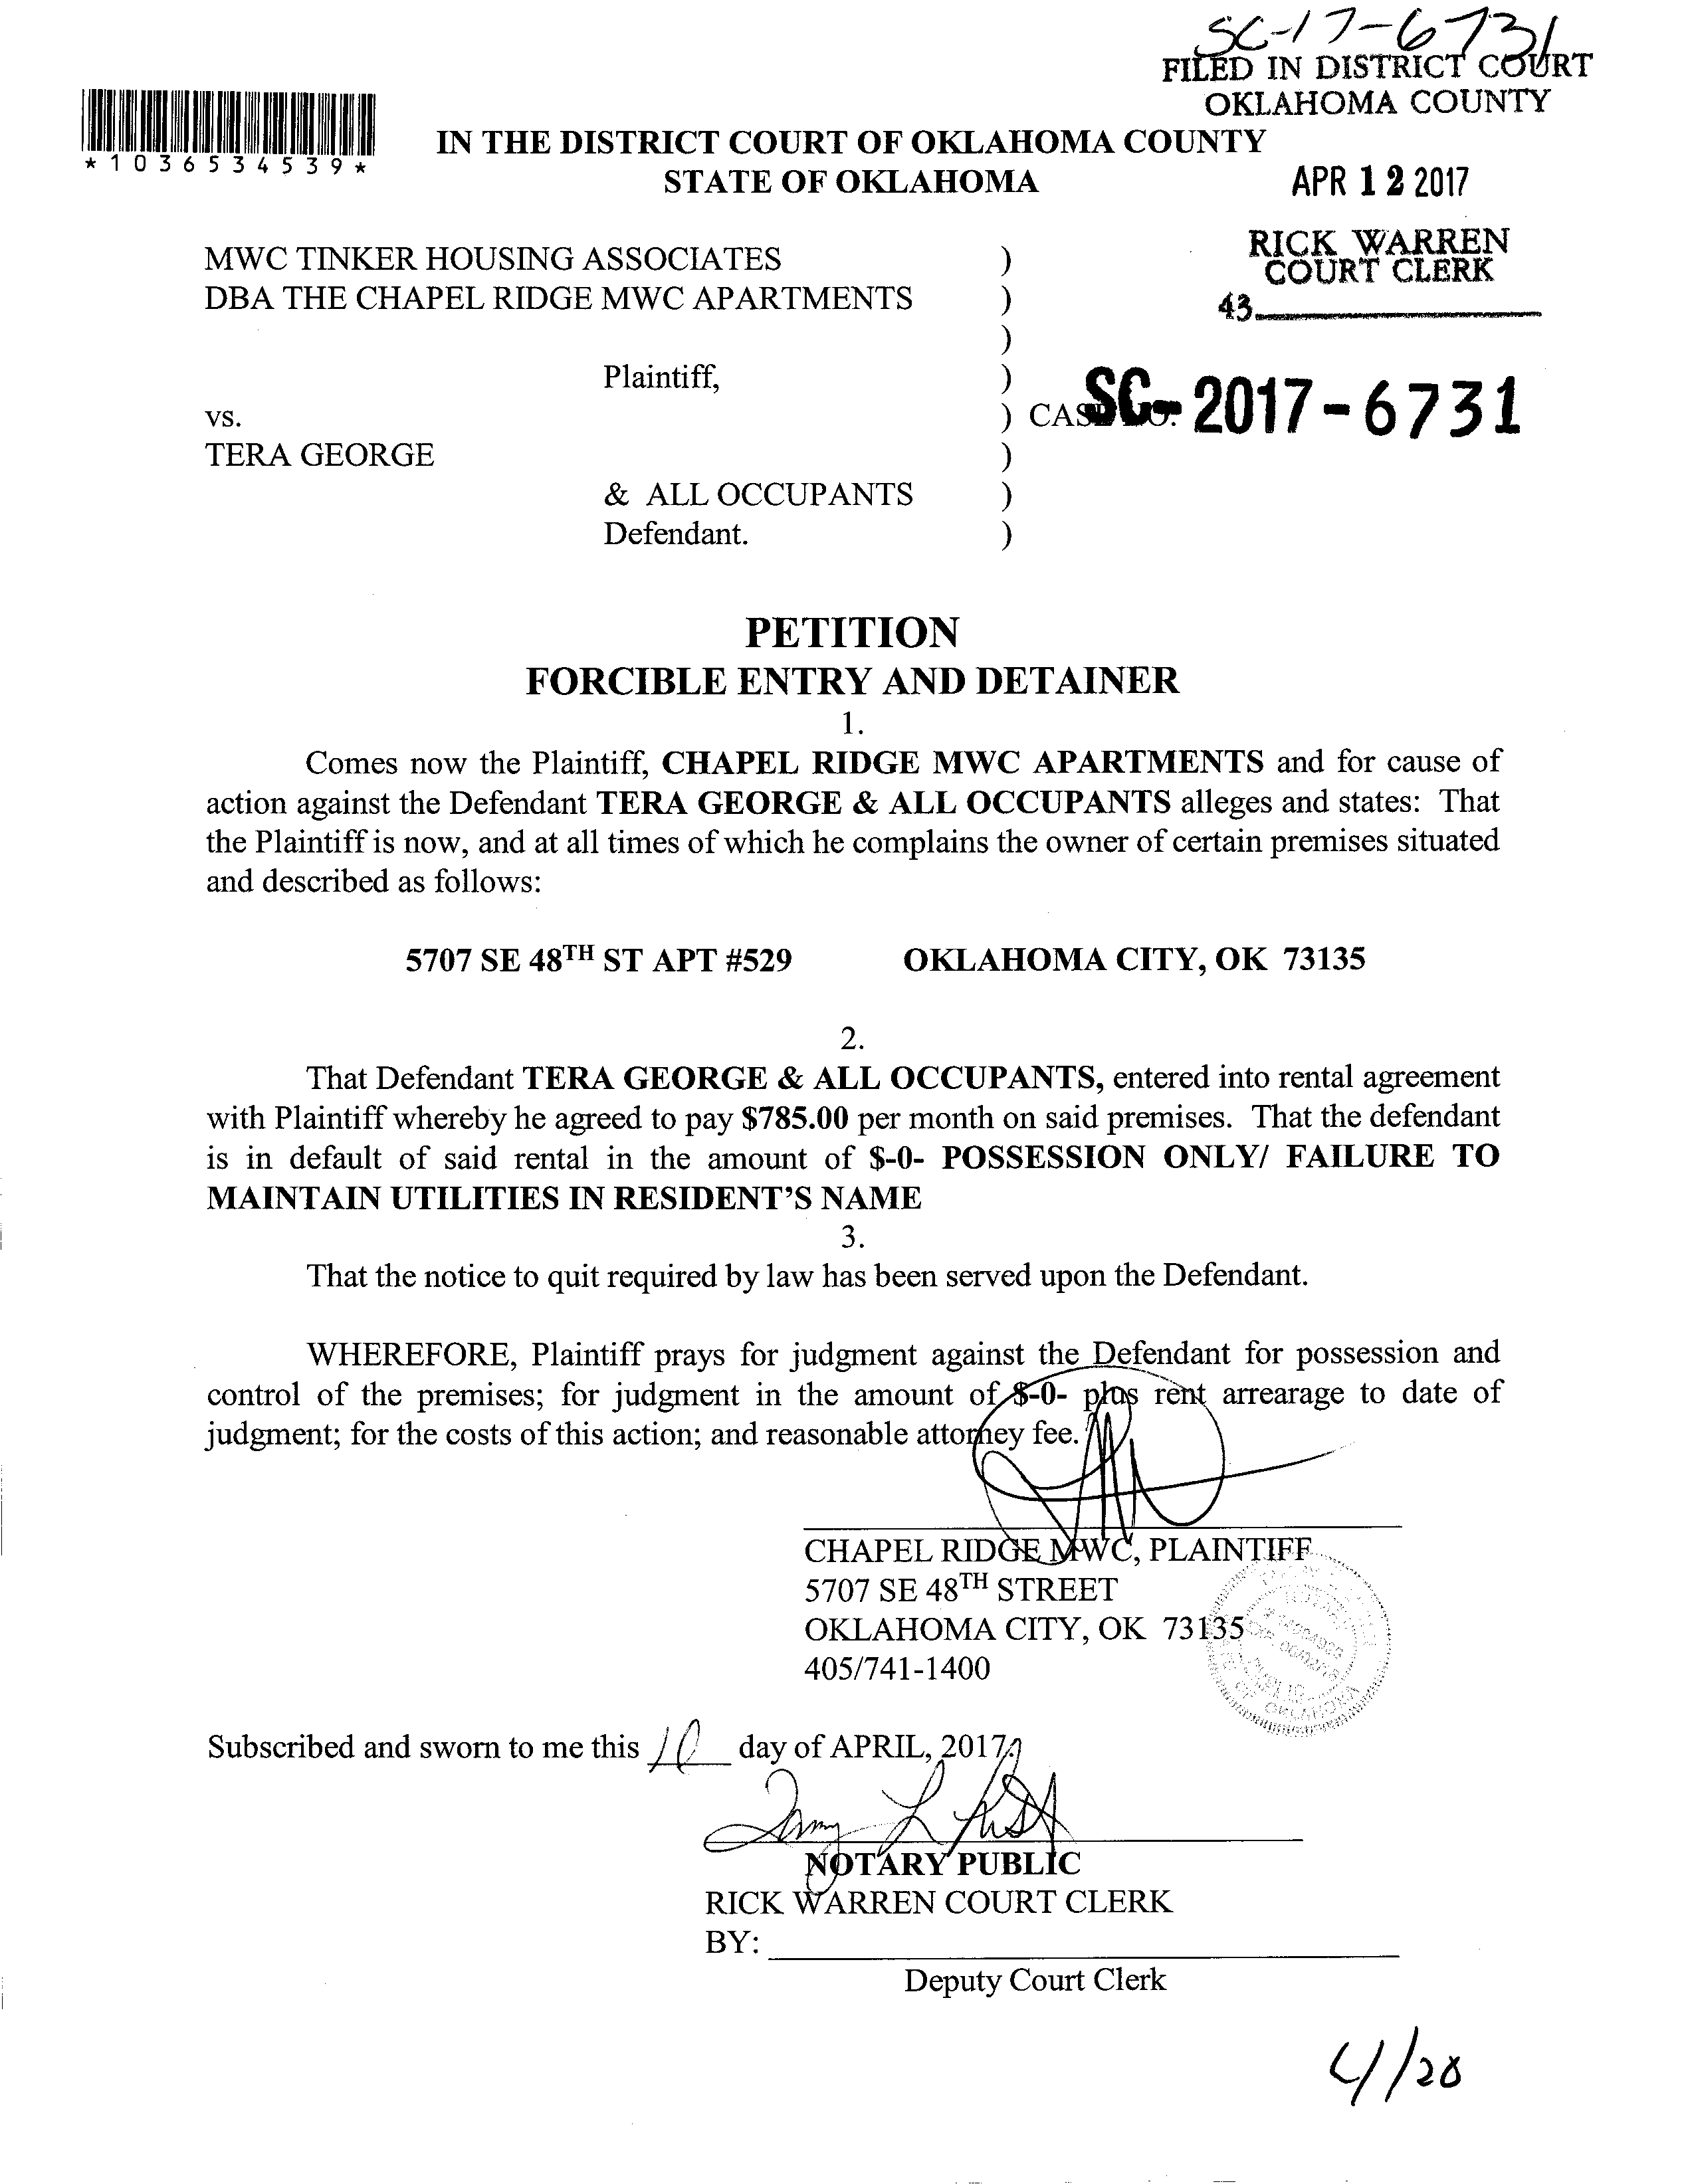 SC-17-6731
FILED IN DISTRICT COURT
OKLAHOMA COUNTY
*1036534539*
IN THE DISTRICT COURT OF OKLAHOMA COUNTY
STATE OF OKLAHOMA
APR 12 2017
RICK WARREN
COURT CLERK
43
MWC TINKER HOUSING ASSOCIATES )
DBA THE CHAPEL RIDGE MWC APARTMENTS )
)
Plaintiff, )
vs. ) CASE NO. SC-2017-6731
TERA GEORGE )
& ALL OCCUPANTS )
Defendant. )
PETITION
FORCIBLE ENTRY AND DETAINER
1.
Comes now the Plaintiff, CHAPEL RIDGE MWC APARTMENTS and for cause of
action against the Defendant TERA GEORGE & ALL OCCUPANTS alleges and states: That
the Plaintiff is now, and at all times of which he complains the owner of certain premises situated
and described as follows:
5707 SE 48TH ST APT #529 OKLAHOMA CITY, OK 73135
2.
That Defendant TERA GEORGE & ALL OCCUPANTS, entered into rental agreement
with Plaintiff whereby he agreed to pay $785.00 per month on said premises. That the defendant
is in default of said rental in the amount of $-0- POSSESSION ONLY/ FAILURE TO
MAINTAIN UTILITIES IN RESIDENT'S NAME
3.
That the notice to quit required by law has been served upon the Defendant.
WHEREFORE, Plaintiff prays for judgment against the Defendant for possession and
control of the premises; for judgment in the amount of $-0- plus rent arrearage to date of
judgment; for the costs of this action; and reasonable attorney fee.
CHAPEL RIDGE MWC, PLAINTIFF
5707 SE 48TH STREET
OKLAHOMA CITY, OK 73135
405/741-1400
Subscribed and sworn to me this 10 day of APRIL, 2017.
NOTARY PUBLIC
RICK WARREN COURT CLERK
BY:
Deputy Court Clerk
4/20